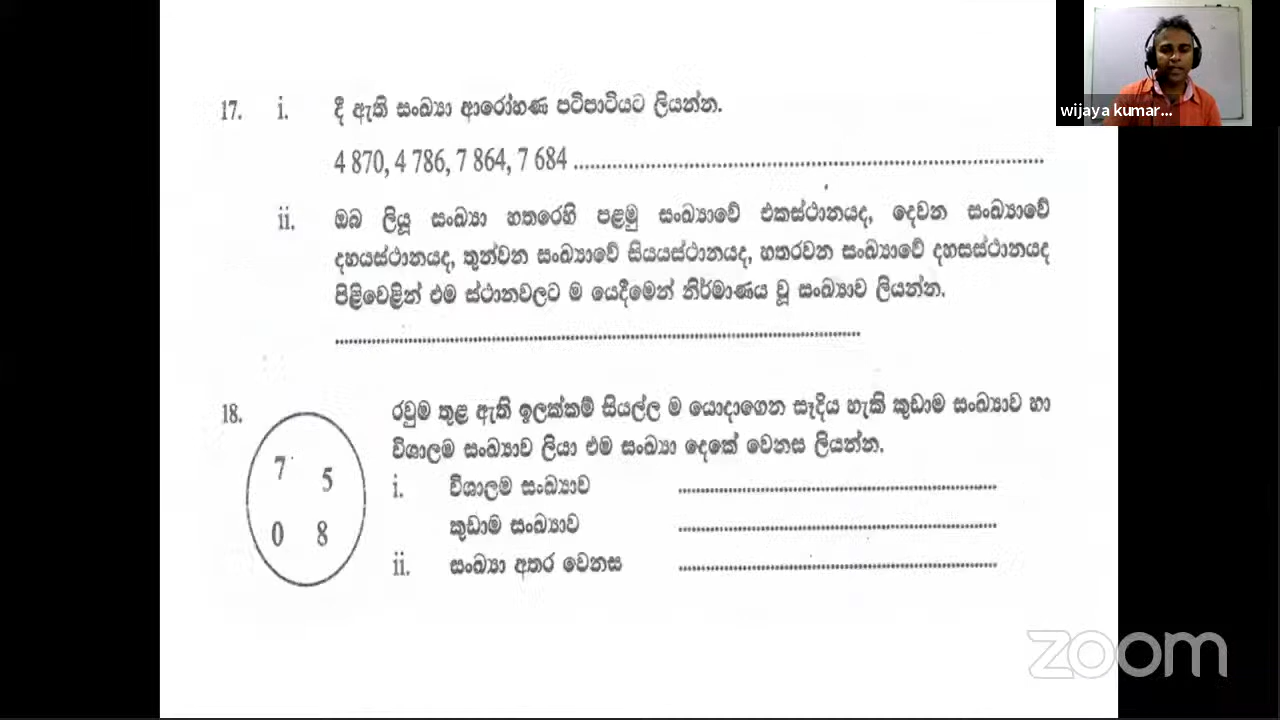 wijaya kumar...
17. i. දී ඇති සංඛ්‍යා ආරෝහණ පටිපාටියට ලියන්න.
4 870, 4 786, 7 864, 7 684 ............................................................
ii. ඔබ ලියූ සංඛ්‍යා හතරෙහි පළමු සංඛ්‍යාවේ එකස්ථානයද, දෙවන සංඛ්‍යාවේ
දහයස්ථානයද, තුන්වන සංඛ්‍යාවේ සියයස්ථානයද, හතරවන සංඛ්‍යාවේ දහසස්ථානයද
පිළිවෙළින් එම ස්ථානවලට ම යෙදීමෙන් නිර්මාණය වූ සංඛ්‍යාව ලියන්න.
............................................................
18. රවුම තුළ ඇති ඉලක්කම් සියල්ල ම යොදාගෙන සෑදිය හැකි කුඩාම සංඛ්‍යාව හා
විශාලම සංඛ්‍යාව ලියා එම සංඛ්‍යා දෙකේ වෙනස ලියන්න.
7 5
0 8
i. විශාලම සංඛ්‍යාව ........................................
කුඩාම සංඛ්‍යාව ........................................
ii. සංඛ්‍යා අතර වෙනස ........................................
zoom